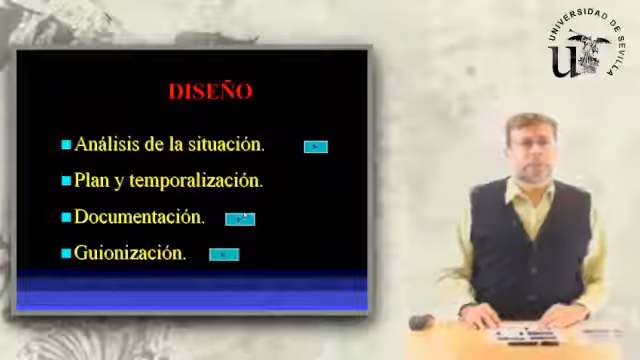 DISEÑO
Análisis de la situación.
Plan y temporalización.
Documentación.
Guionización.
UNIVERSIDAD DE SEVILLA